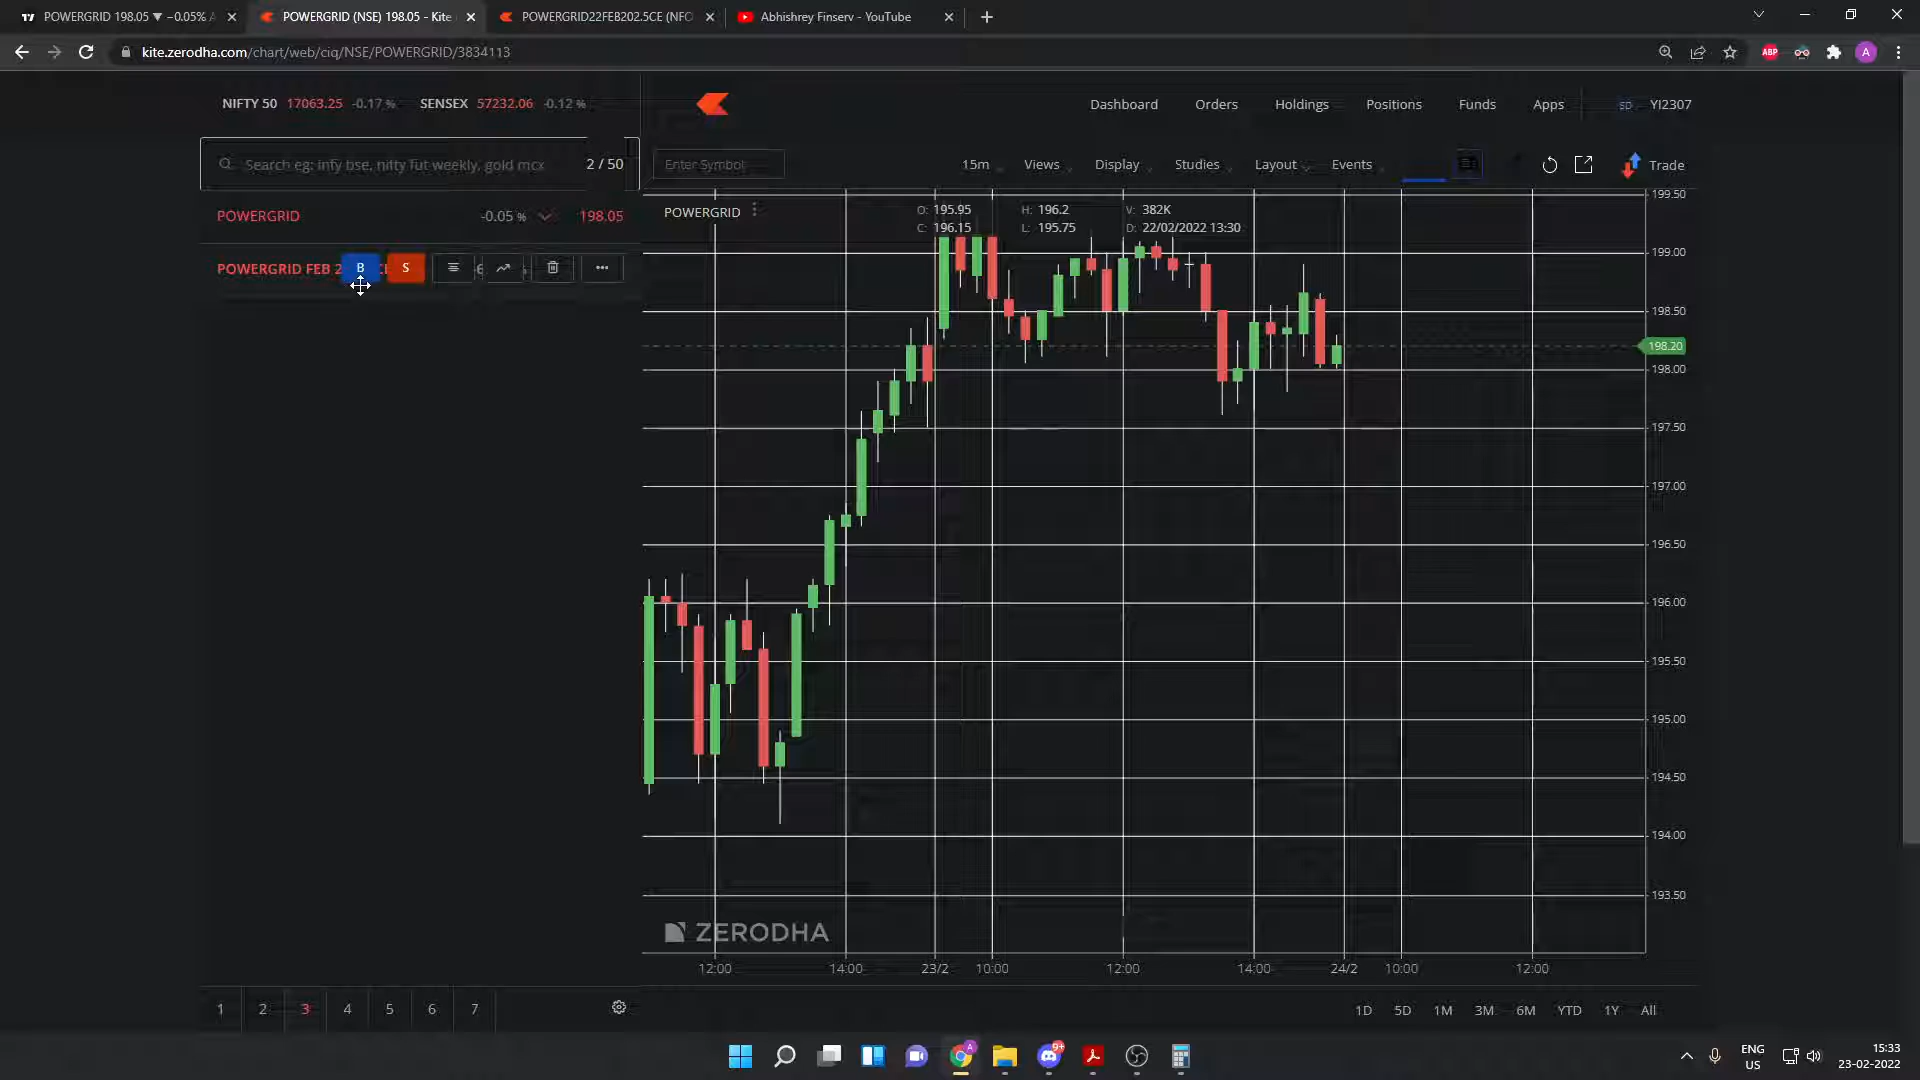 POWERGRID 198.05 ▼ −0.05%
POWERGRID (NSE) 198.05 - Kite
POWERGRID22FEB202.5CE (NFO
Abhishrey Finserv - YouTube
kite.zerodha.com/chart/web/ciq/NSE/POWERGRID/3834113
ABP
A
NIFTY 50 17063.25 -0.17 % SENSEX 57232.06 -0.12 %
Dashboard Orders Holdings Positions Funds Apps YI2307
Search eg: infy bse, nifty fut weekly, gold mcx 2 / 50
Enter Symbol 15m Views Display Studies Layout Events Trade
POWERGRID -0.05 % 198.05
POWERGRID FEB B S
POWERGRID
O: 195.95 H: 196.2 V: 382K
C: 196.15 L: 195.75 D: 22/02/2022 13:30
199.50
199.00
198.50
198.20
198.00
197.50
197.00
196.50
196.00
195.50
195.00
194.50
194.00
193.50
ZERODHA
12:00 14:00 23/2 10:00 12:00 14:00 24/2 10:00 12:00
1 2 3 4 5 6 7
1D 5D 1M 3M 6M YTD 1Y All
A
9+
ENG
US
15:33
23-02-2022